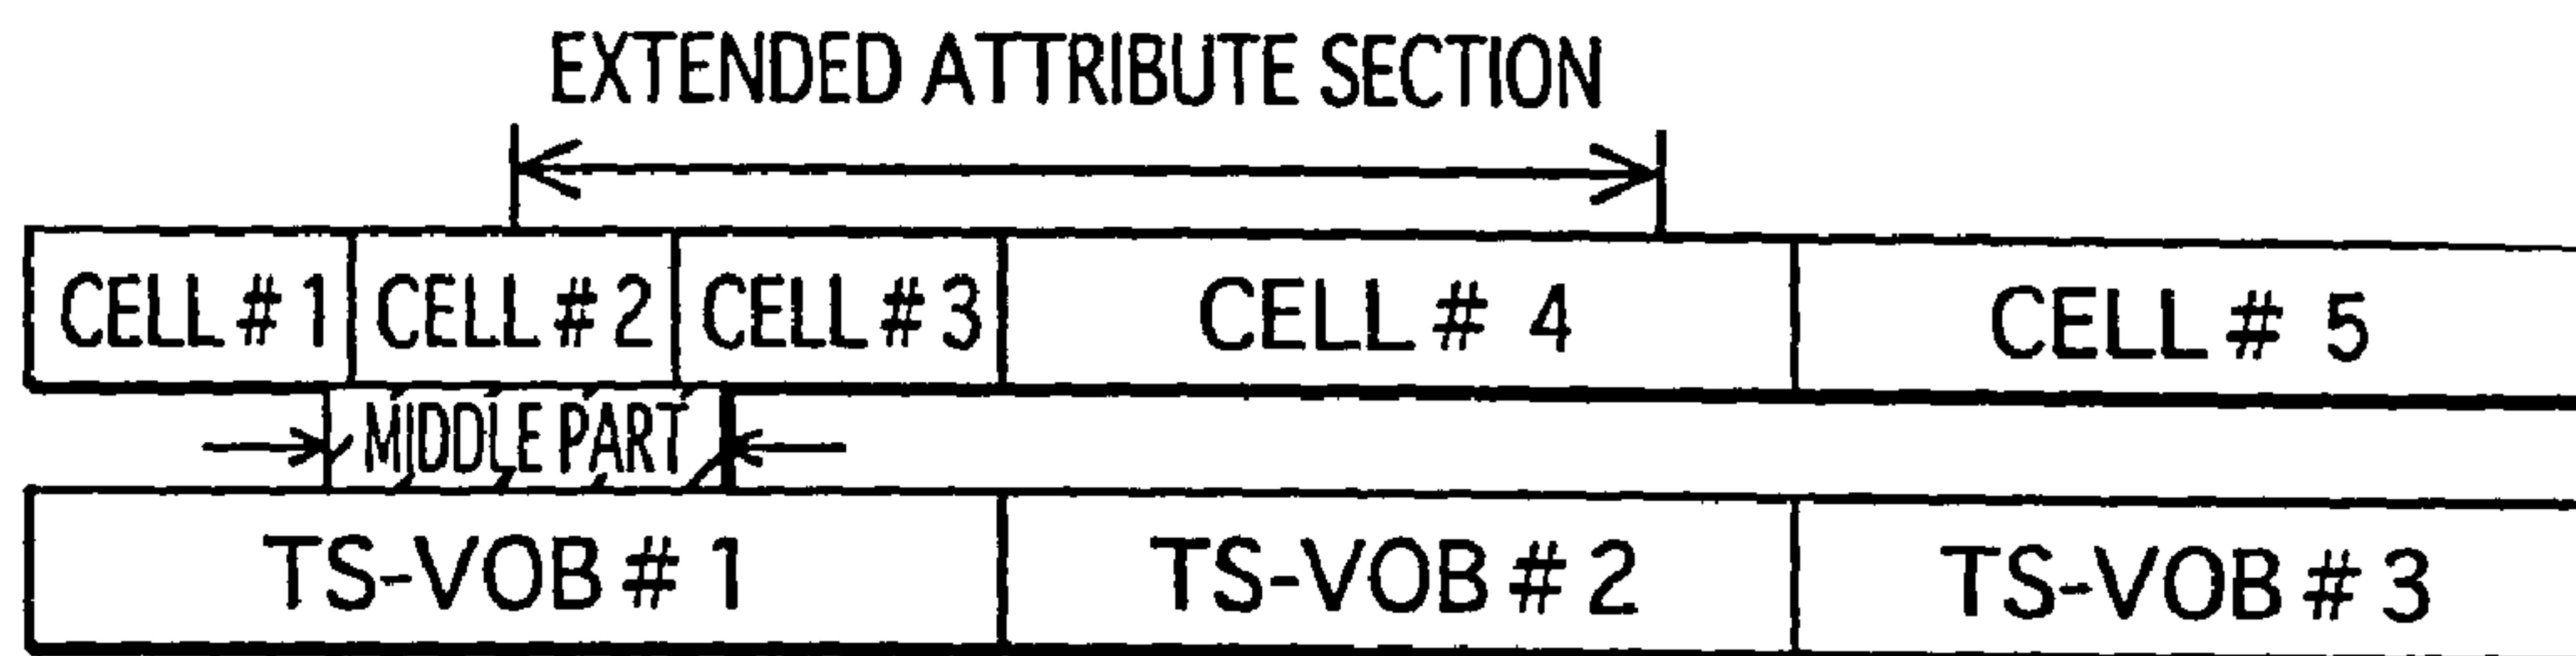 EXTENDED ATTRIBUTE SECTION
CELL # 1 CELL # 2 CELL # 3 CELL # 4 CELL # 5
MIDDLE PART
TS-VOB # 1 TS-VOB # 2 TS-VOB # 3